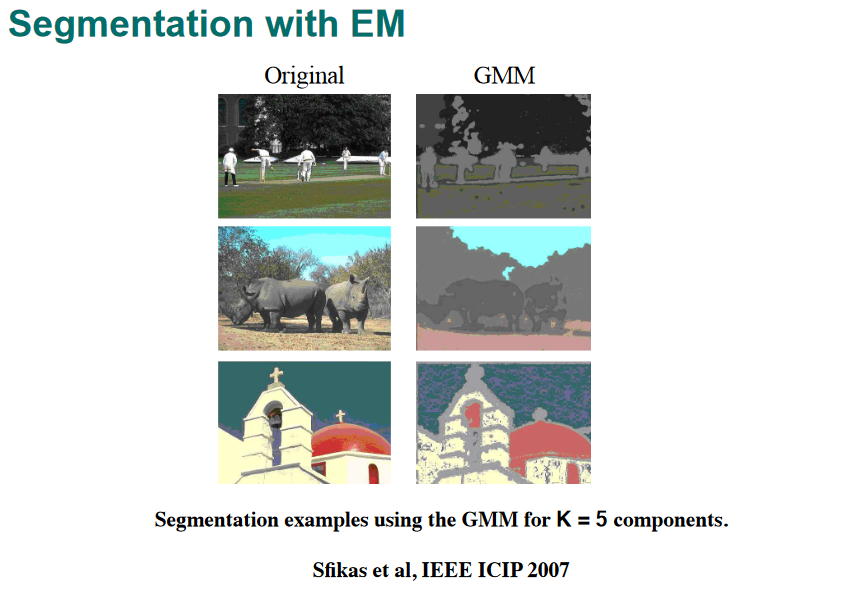 Segmentation with EM
Original GMM
Segmentation examples using the GMM for K = 5 components.
Sfikas et al, IEEE ICIP 2007